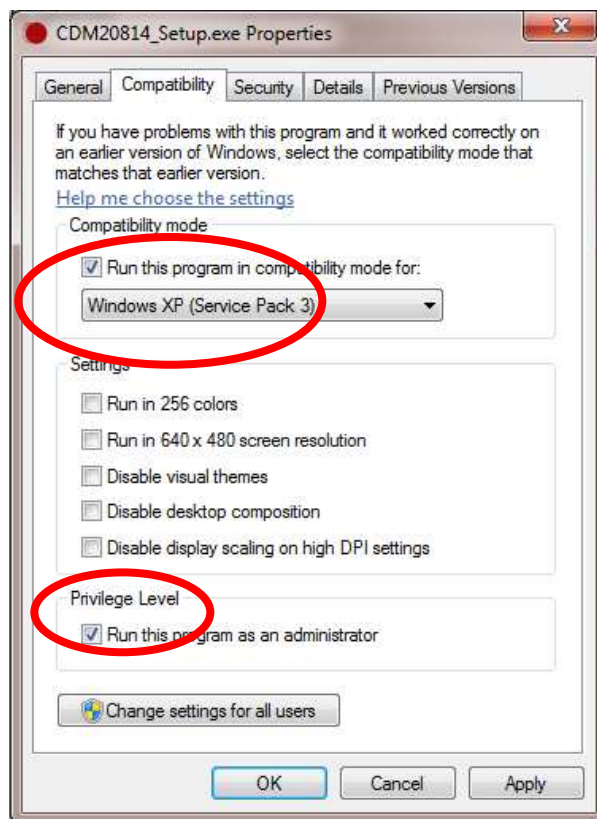 CDM20814_Setup.exe Properties
General Compatibility Security Details Previous Versions
If you have problems with this program and it worked correctly on
an earlier version of Windows, select the compatibility mode that
matches that earlier version.
Help me choose the settings
Compatibility mode
Run this program in compatibility mode for:
Windows XP (Service Pack 3)
Settings
Run in 256 colors
Run in 640 x 480 screen resolution
Disable visual themes
Disable desktop composition
Disable display scaling on high DPI settings
Privilege Level
Run this program as an administrator
Change settings for all users
OK Cancel Apply